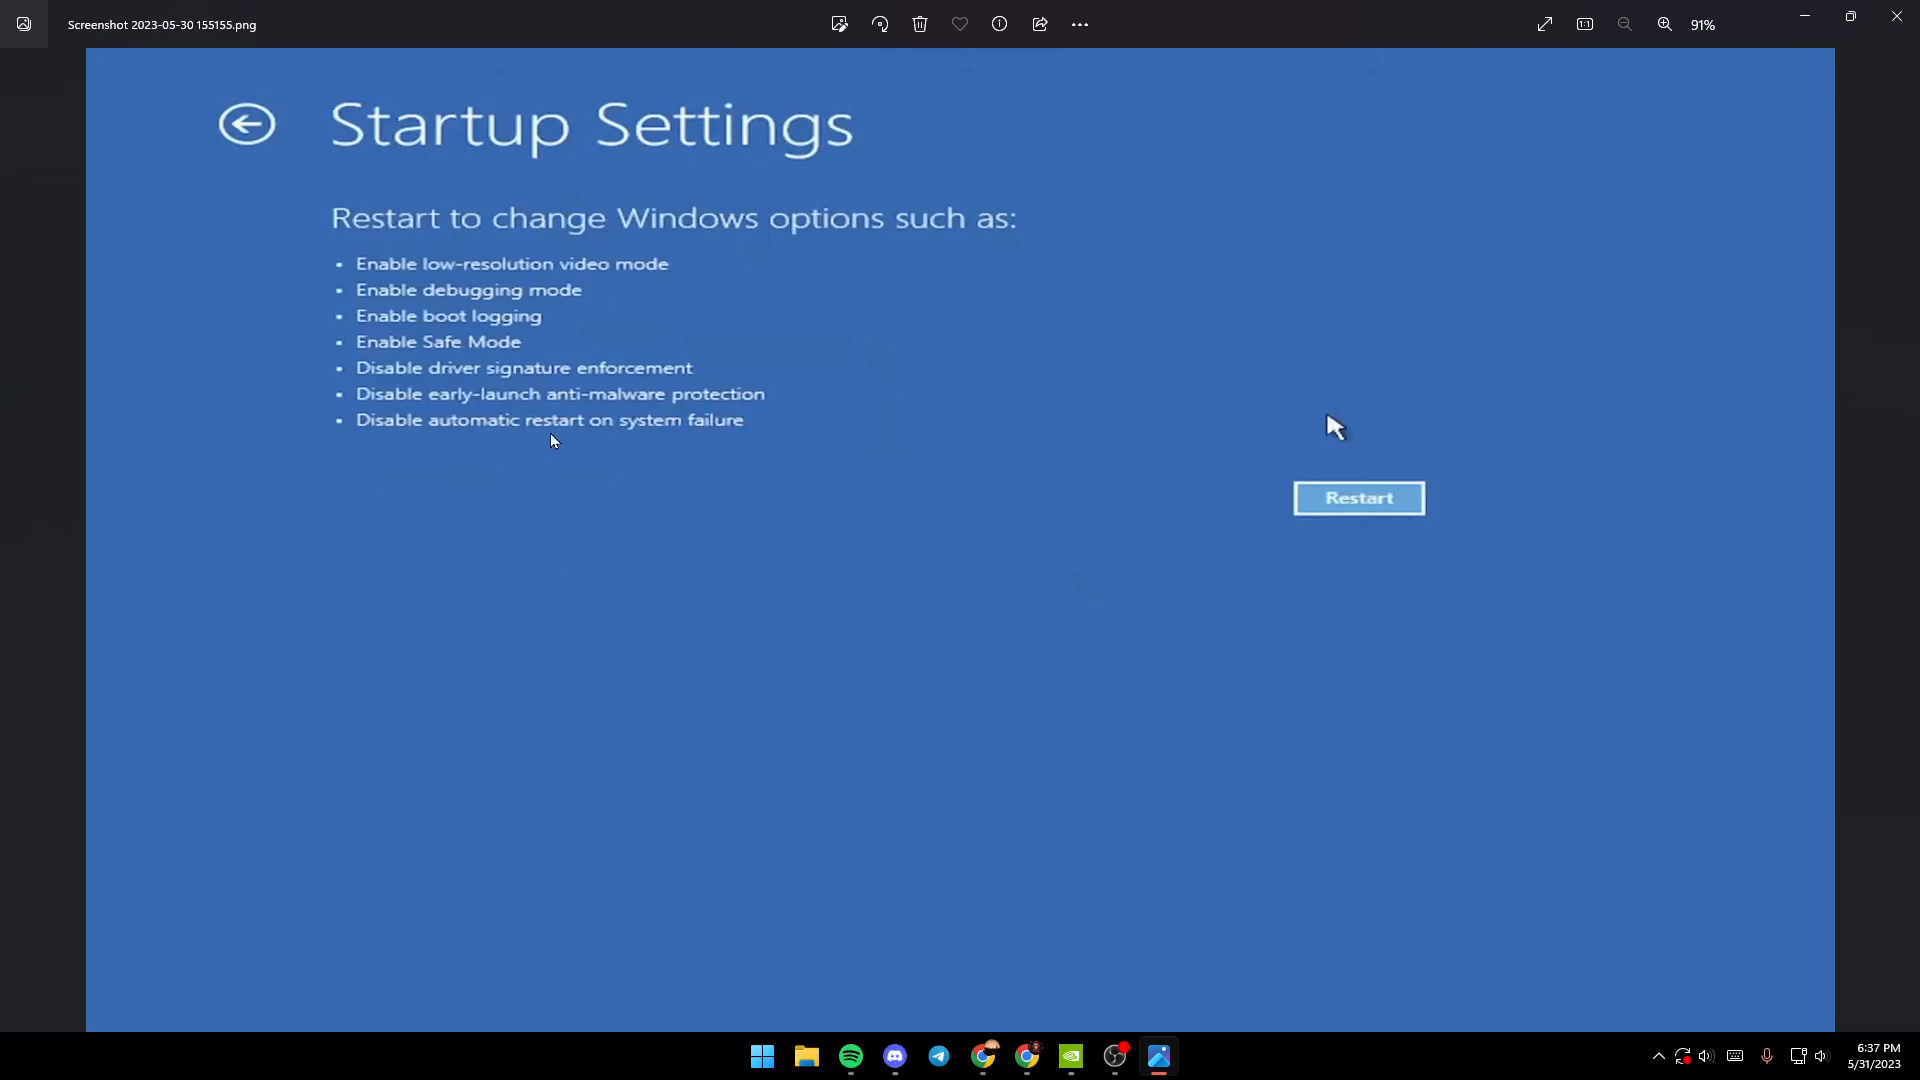 Screenshot 2023-05-30 155155.png
91%
Startup Settings
Restart to change Windows options such as:
• Enable low-resolution video mode
• Enable debugging mode
• Enable boot logging
• Enable Safe Mode
• Disable driver signature enforcement
• Disable early-launch anti-malware protection
• Disable automatic restart on system failure
Restart
6:37 PM
5/31/2023